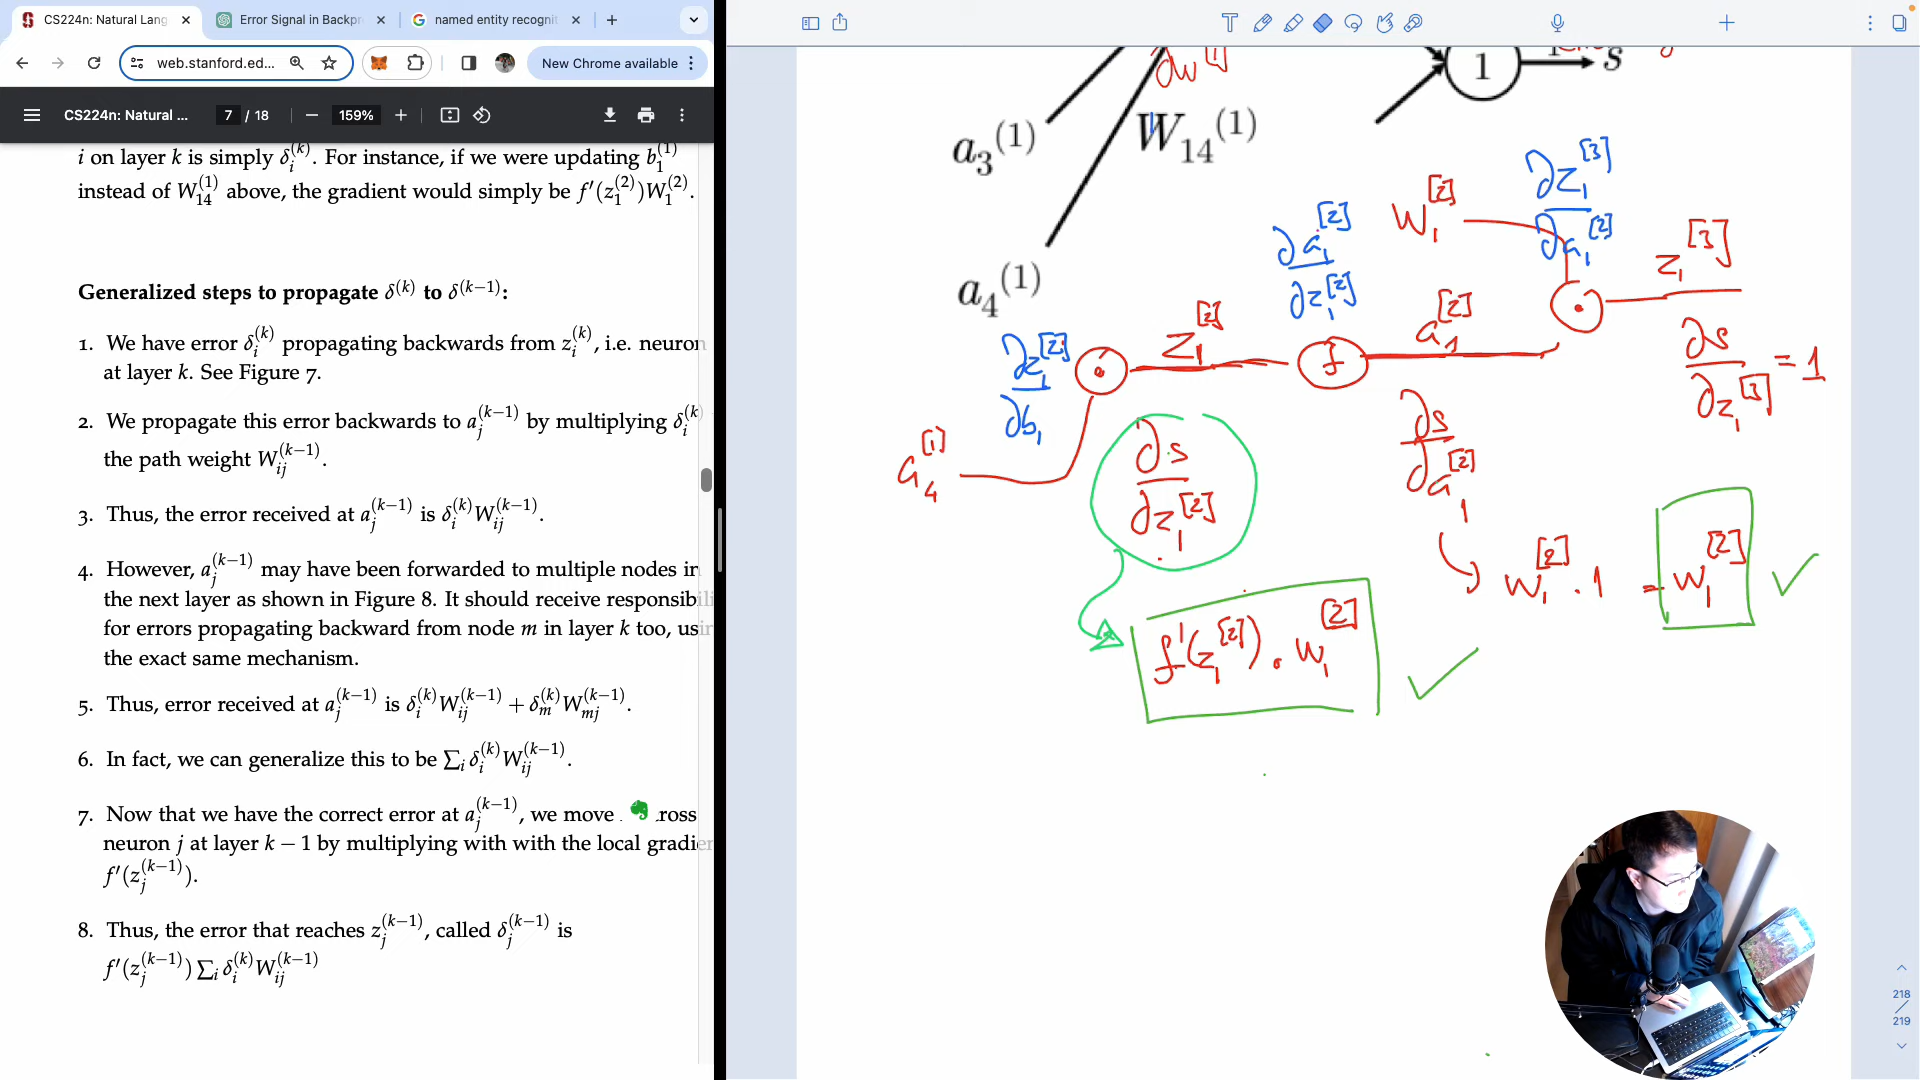 CS224n: Natural Lang
Error Signal in Backpr
named entity recognit
web.stanford.ed...
New Chrome available
CS224n: Natural ...
7 / 18
159%
i on layer k is simply δ_i^(k). For instance, if we were updating b_1^(1)
instead of W_14^(1) above, the gradient would simply be f′(z_1^(2))W_1^(2).
Generalized steps to propagate δ^(k) to δ^(k−1):
1. We have error δ_i^(k) propagating backwards from z_i^(k), i.e. neuron
at layer k. See Figure 7.
2. We propagate this error backwards to a_j^(k−1) by multiplying δ_i^(k)
the path weight W_ij^(k−1).
3. Thus, the error received at a_j^(k−1) is δ_i^(k)W_ij^(k−1).
4. However, a_j^(k−1) may have been forwarded to multiple nodes in
the next layer as shown in Figure 8. It should receive responsibili
for errors propagating backward from node m in layer k too, usin
the exact same mechanism.
5. Thus, error received at a_j^(k−1) is δ_i^(k)W_ij^(k−1) + δ_m^(k)W_mj^(k−1).
6. In fact, we can generalize this to be ∑_i δ_i^(k)W_ij^(k−1).
7. Now that we have the correct error at a_j^(k−1), we move ross
neuron j at layer k − 1 by multiplying with with the local gradien
f′(z_j^(k−1)).
8. Thus, the error that reaches z_j^(k−1), called δ_j^(k−1) is
f′(z_j^(k−1)) ∑_i δ_i^(k)W_ij^(k−1)
1
s
a_3^(1)
W_14^(1)
a_4^(1)
∂z_1^[3]
∂a_1^[2]
W_1^[2]
∂a_1^[2]
∂z_1^[2]
z_1^[3]
∂z_1^[2]
∂b_1
z_1^[2]
f
a_1^[2]
∂s
∂z_1^[3] = 1
a_4^[1]
∂s
∂z_1^[2]
∂s
∂a_1^[2]
W_1^[2] . 1 = W_1^[2]
f'(z_1^[2]) . W_1^[2]
218
219